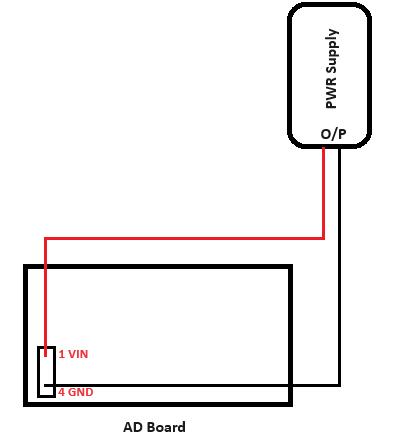 PWR Supply
O/P
1 VIN
4 GND
AD Board